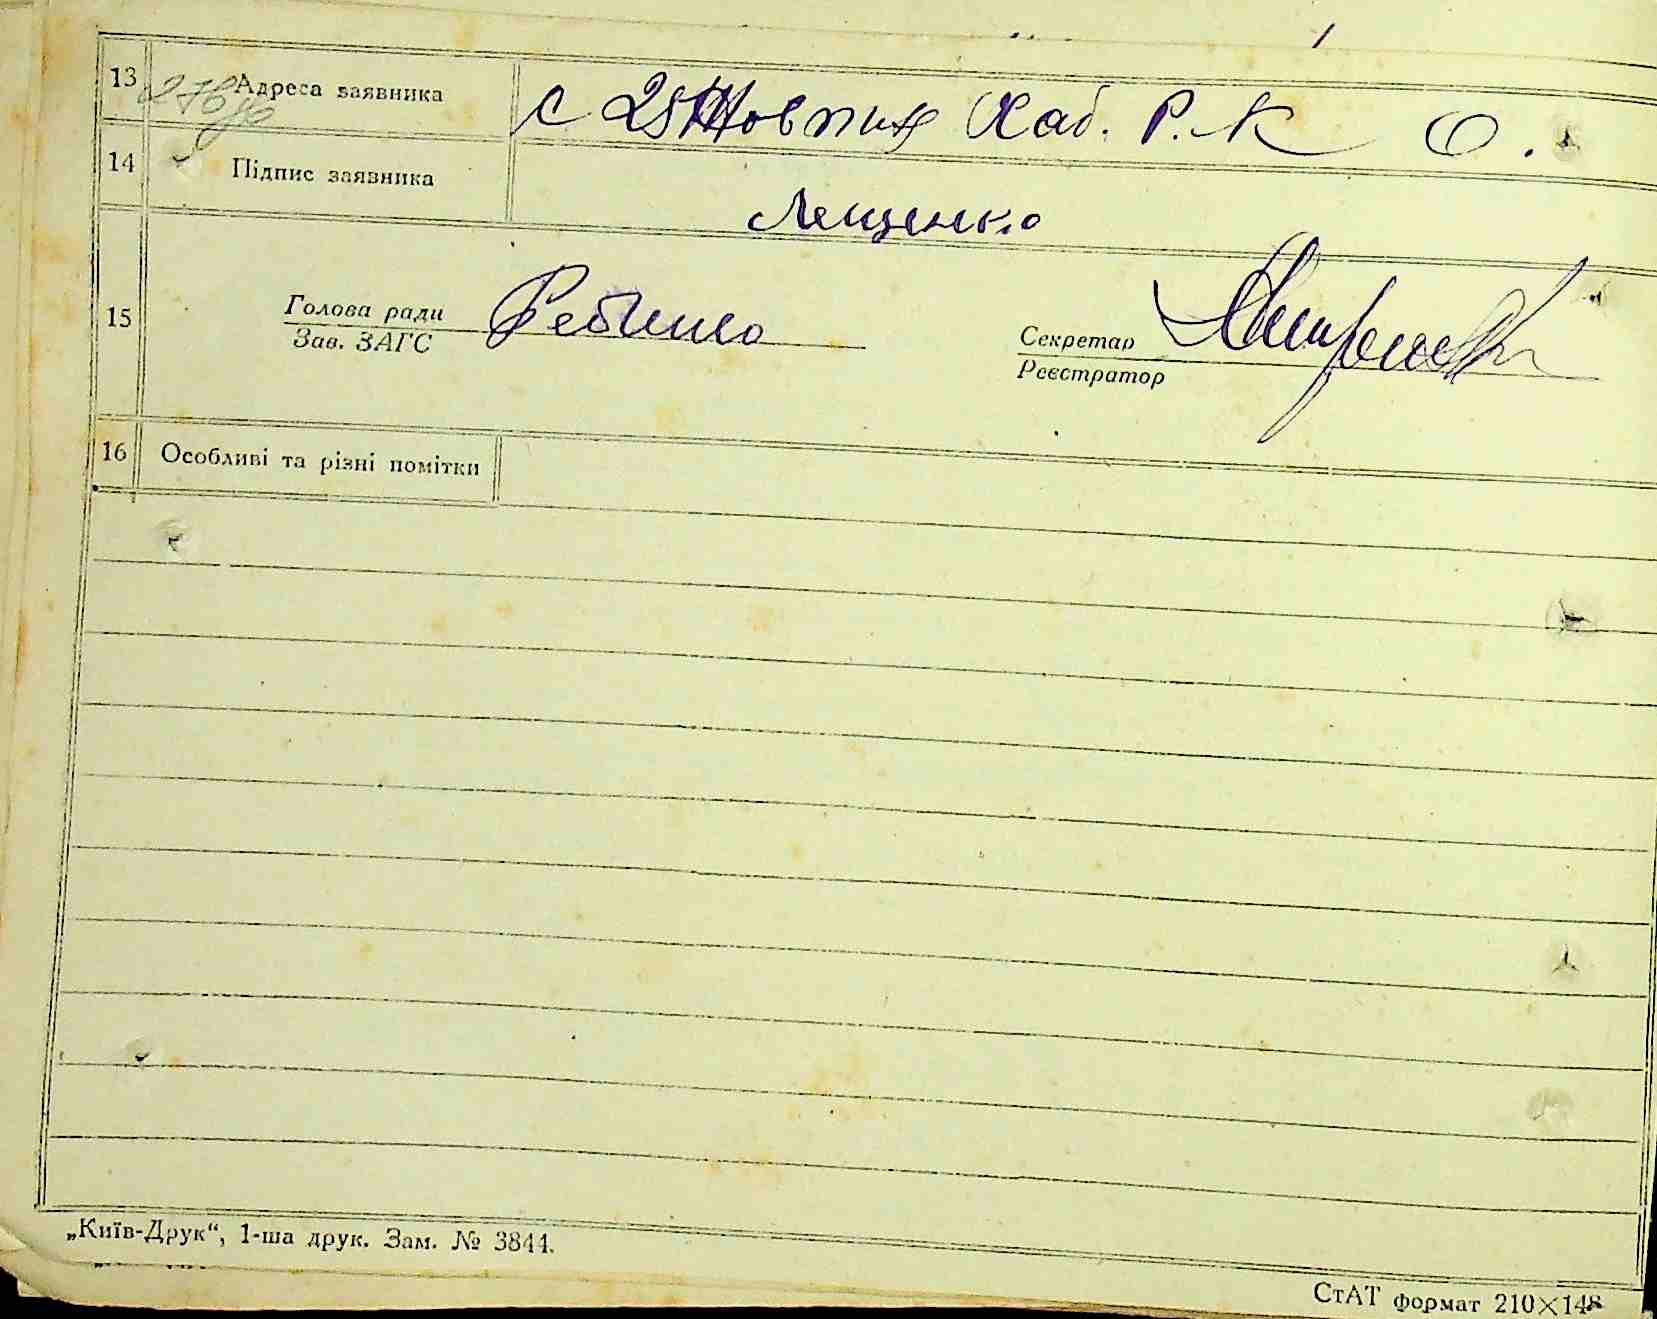 13 Адреса заявника с 25 Жовтня Хаб. Р. К О.
14 Підпис заявника Лещенко
15 Голова ради
Зав. ЗАГС
Секретар
Реєстратор
16 Особливі та різні помітки
„Київ-Друк“, 1-ша друк. Зам. № 3844.
СтАТ формат 210×148